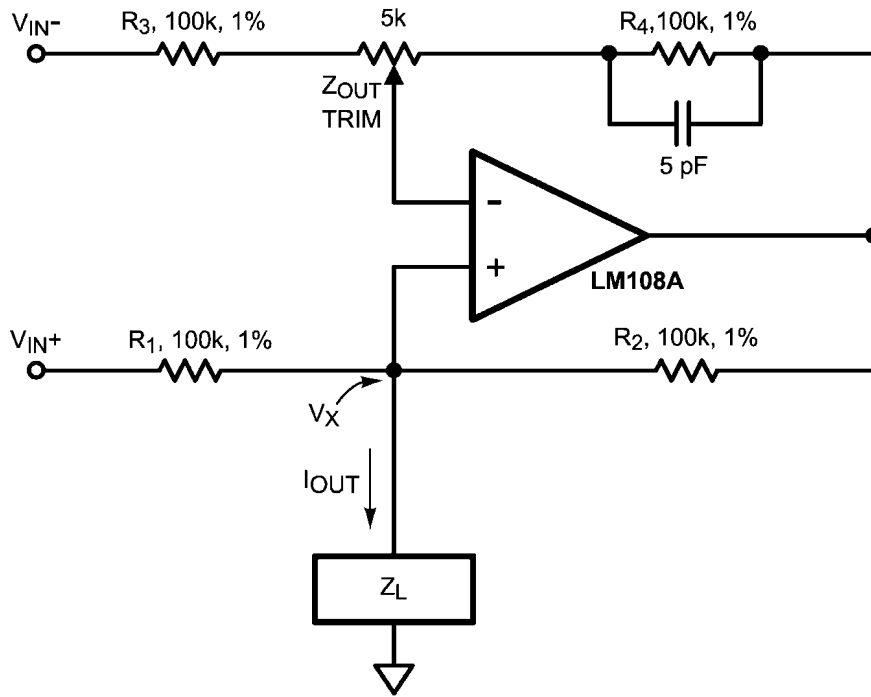 VIN-
R3, 100k, 1%
5k
R4,100k, 1%
ZOUT
TRIM
5 pF
-
+
LM108A
VIN+
R1, 100k, 1%
R2, 100k, 1%
VX
IOUT
ZL